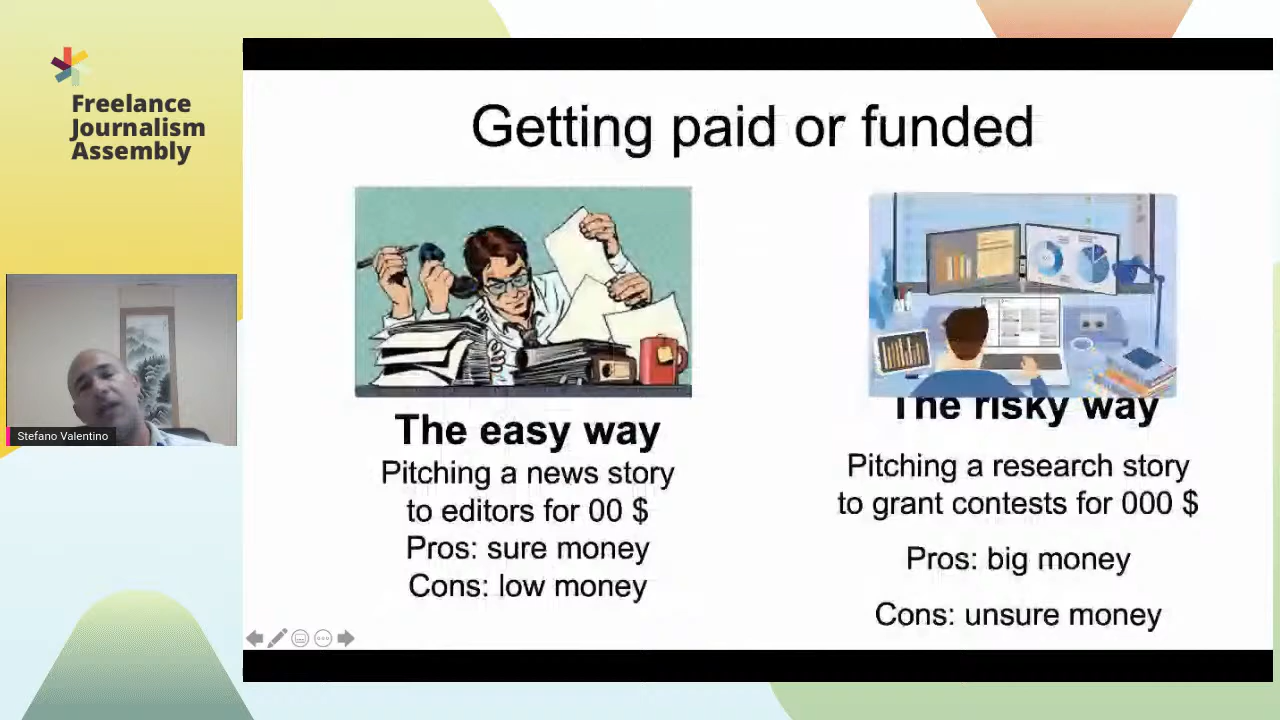 Freelance
Journalism
Assembly
Stefano Valentino
Getting paid or funded
The easy way
Pitching a news story
to editors for 00 $
Pros: sure money
Cons: low money
The risky way
Pitching a research story
to grant contests for 000 $
Pros: big money
Cons: unsure money